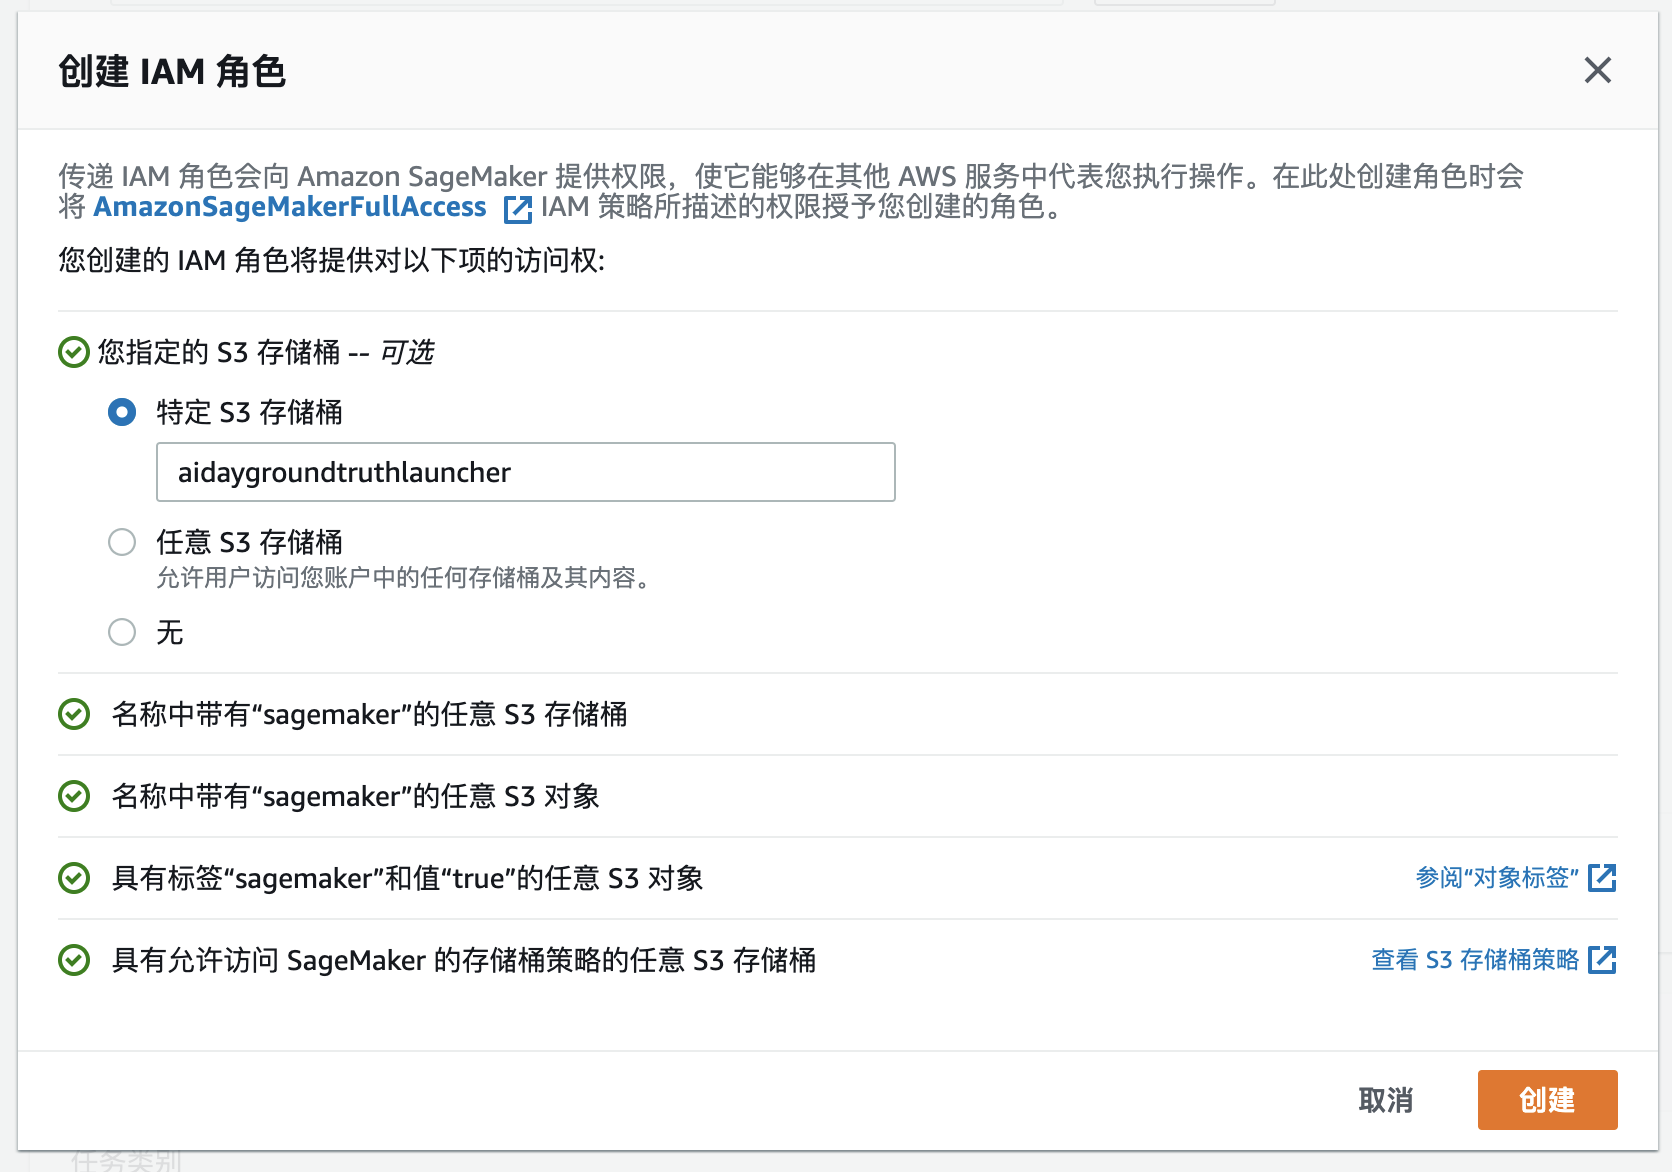 创建 IAM 角色
传递 IAM 角色会向 Amazon SageMaker 提供权限，使它能够在其他 AWS 服务中代表您执行操作。在此处创建角色时会
将 AmazonSageMakerFullAccess IAM 策略所描述的权限授予您创建的角色。
您创建的 IAM 角色将提供对以下项的访问权:
您指定的 S3 存储桶 -- 可选
特定 S3 存储桶
aidaygroundtruthlauncher
任意 S3 存储桶
允许用户访问您账户中的任何存储桶及其内容。
无
名称中带有“sagemaker”的任意 S3 存储桶
名称中带有“sagemaker”的任意 S3 对象
具有标签“sagemaker”和值“true”的任意 S3 对象 参阅“对象标签”
具有允许访问 SageMaker 的存储桶策略的任意 S3 存储桶 查看 S3 存储桶策略
取消 创建
任务类别